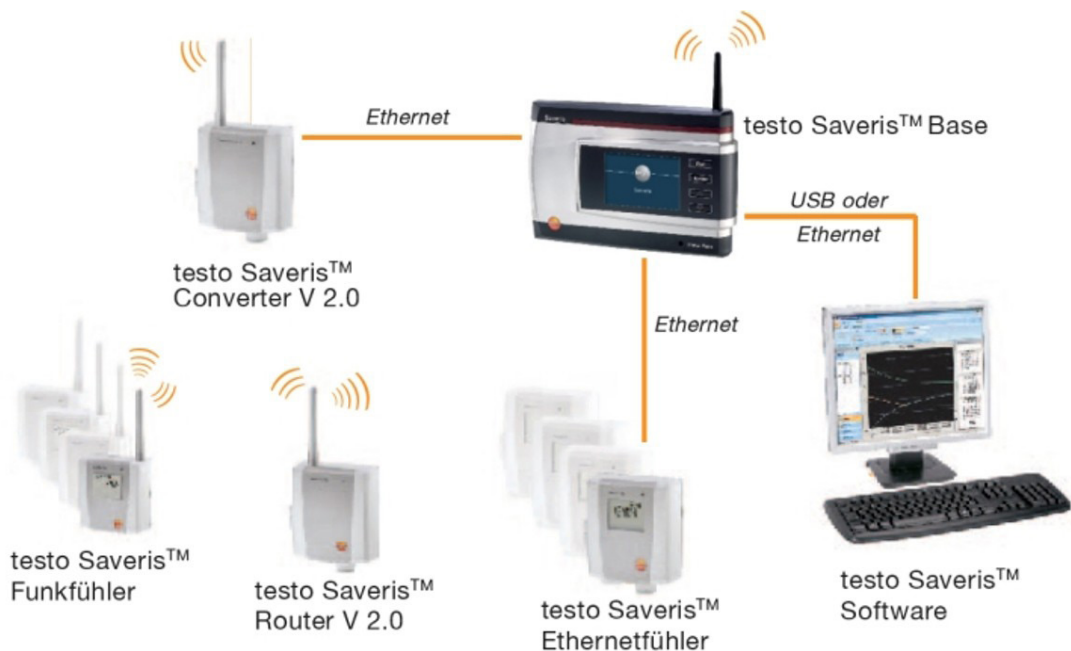 Ethernet
testo Saveris™ Base
USB oder
Ethernet
testo Saveris™
Converter V 2.0
Ethernet
testo Saveris™
Funkfühler
testo Saveris™
Router V 2.0
testo Saveris™
Ethernetfühler
testo Saveris™
Software